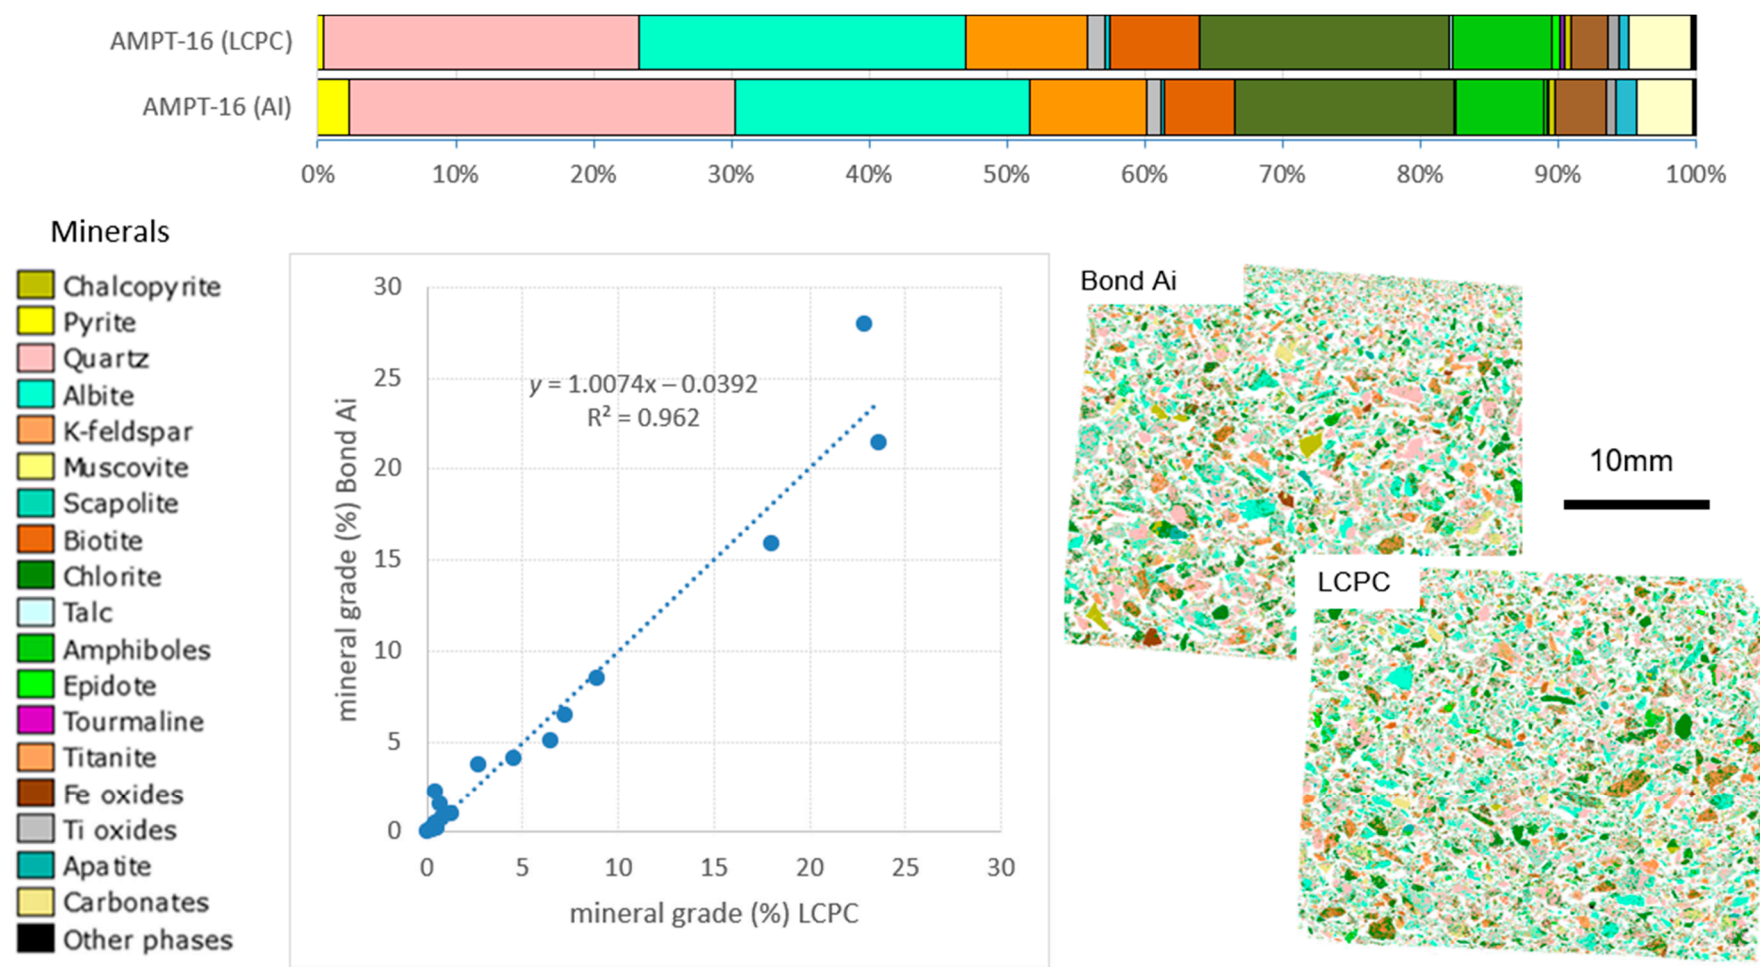 AMPT-16 (LCPC)
AMPT-16 (AI)
0% 10% 20% 30% 40% 50% 60% 70% 80% 90% 100%
Minerals
Chalcopyrite
Pyrite
Quartz
Albite
K-feldspar
Muscovite
Scapolite
Biotite
Chlorite
Talc
Amphiboles
Epidote
Tourmaline
Titanite
Fe oxides
Ti oxides
Apatite
Carbonates
Other phases
mineral grade (%) Bond Ai
30
25
20
15
10
5
0
y = 1.0074x – 0.0392
R² = 0.962
0 5 10 15 20 25 30
mineral grade (%) LCPC
Bond Ai
10mm
LCPC